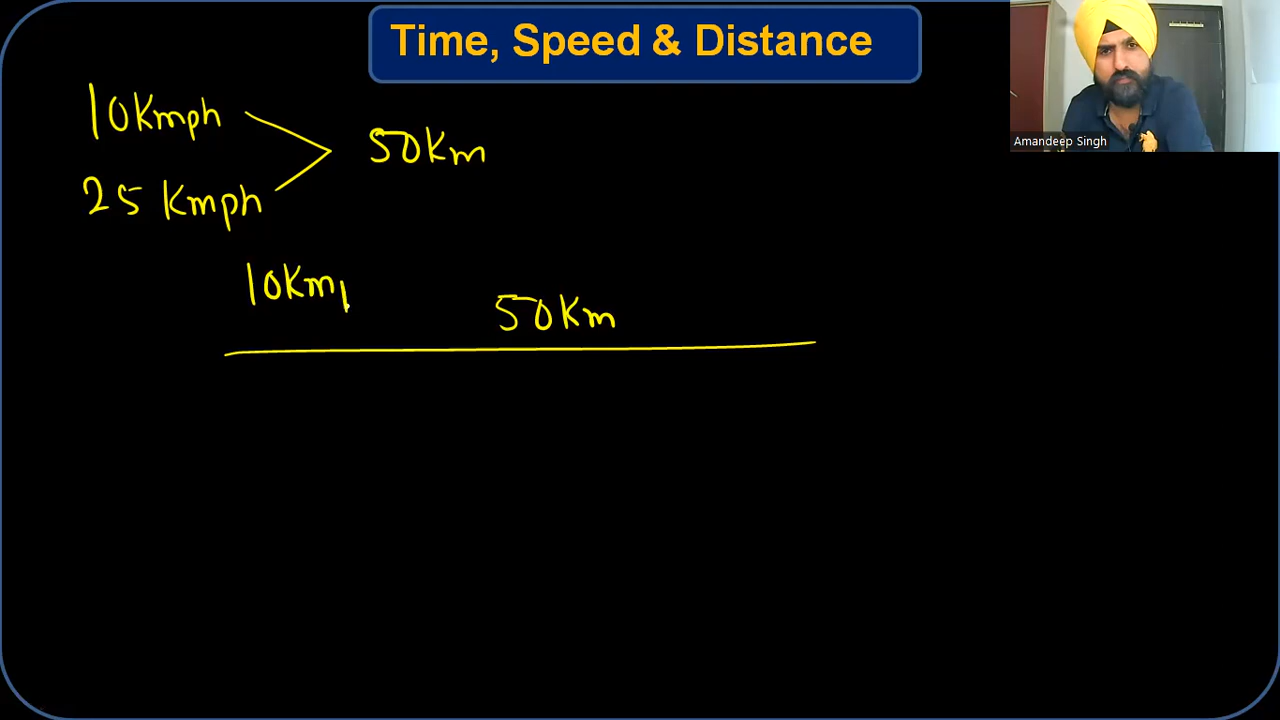 Time, Speed & Distance
Amandeep Singh
10Kmph
25 Kmph
50Km
10Km
50Km